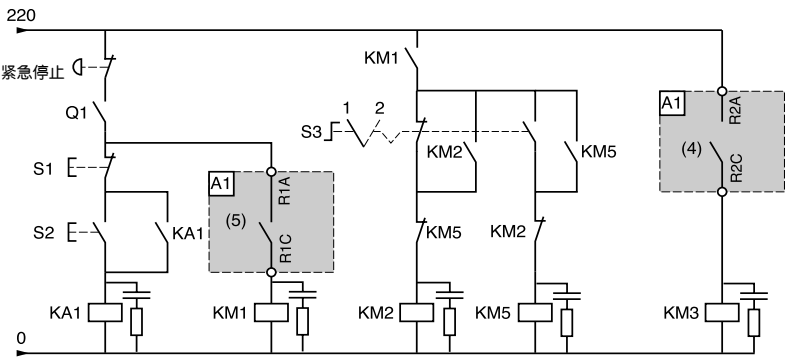 220
紧急停止
Q1
S1
S2
KA1
KA1
A1
R1A
(5)
R1C
KM1
KM1
S3
1
2
KM2
KM5
KM5
KM2
KM2
KM5
A1
R2A
(4)
R2C
KM3
0